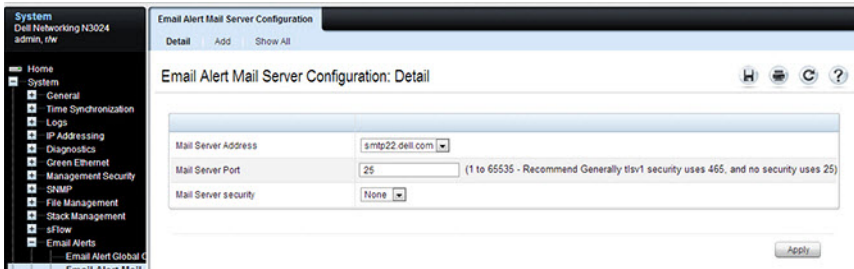 System
Dell Networking N3024
admin, r/w
Home
System
General
Time Synchronization
Logs
IP Addressing
Diagnostics
Green Ethernet
Management Security
SNMP
File Management
Stack Management
sFlow
Email Alerts
Email Alert Global C
Email Alert Mail
Email Alert Mail Server Configuration
Detail Add Show All
Email Alert Mail Server Configuration: Detail
Mail Server Address smtp22.dell.com
Mail Server Port 25 (1 to 65535 - Recommend Generally tlsv1 security uses 465, and no security uses 25)
Mail Server security None
Apply